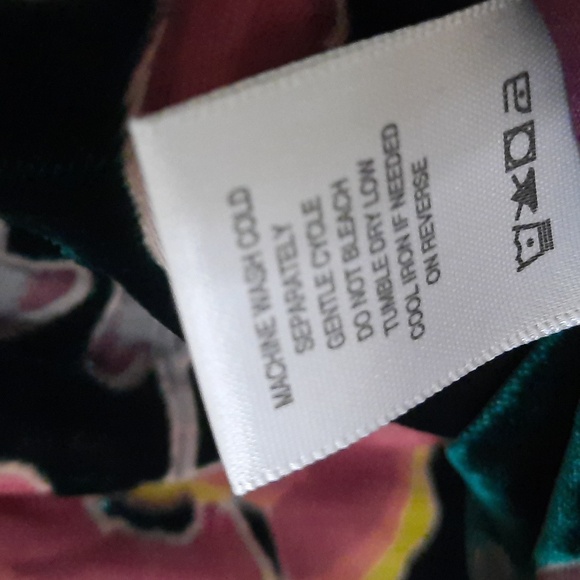 MACHINE WASH COLD
SEPARATELY
GENTLE CYCLE
DO NOT BLEACH
TUMBLE DRY LOW
COOL IRON IF NEEDED
ON REVERSE